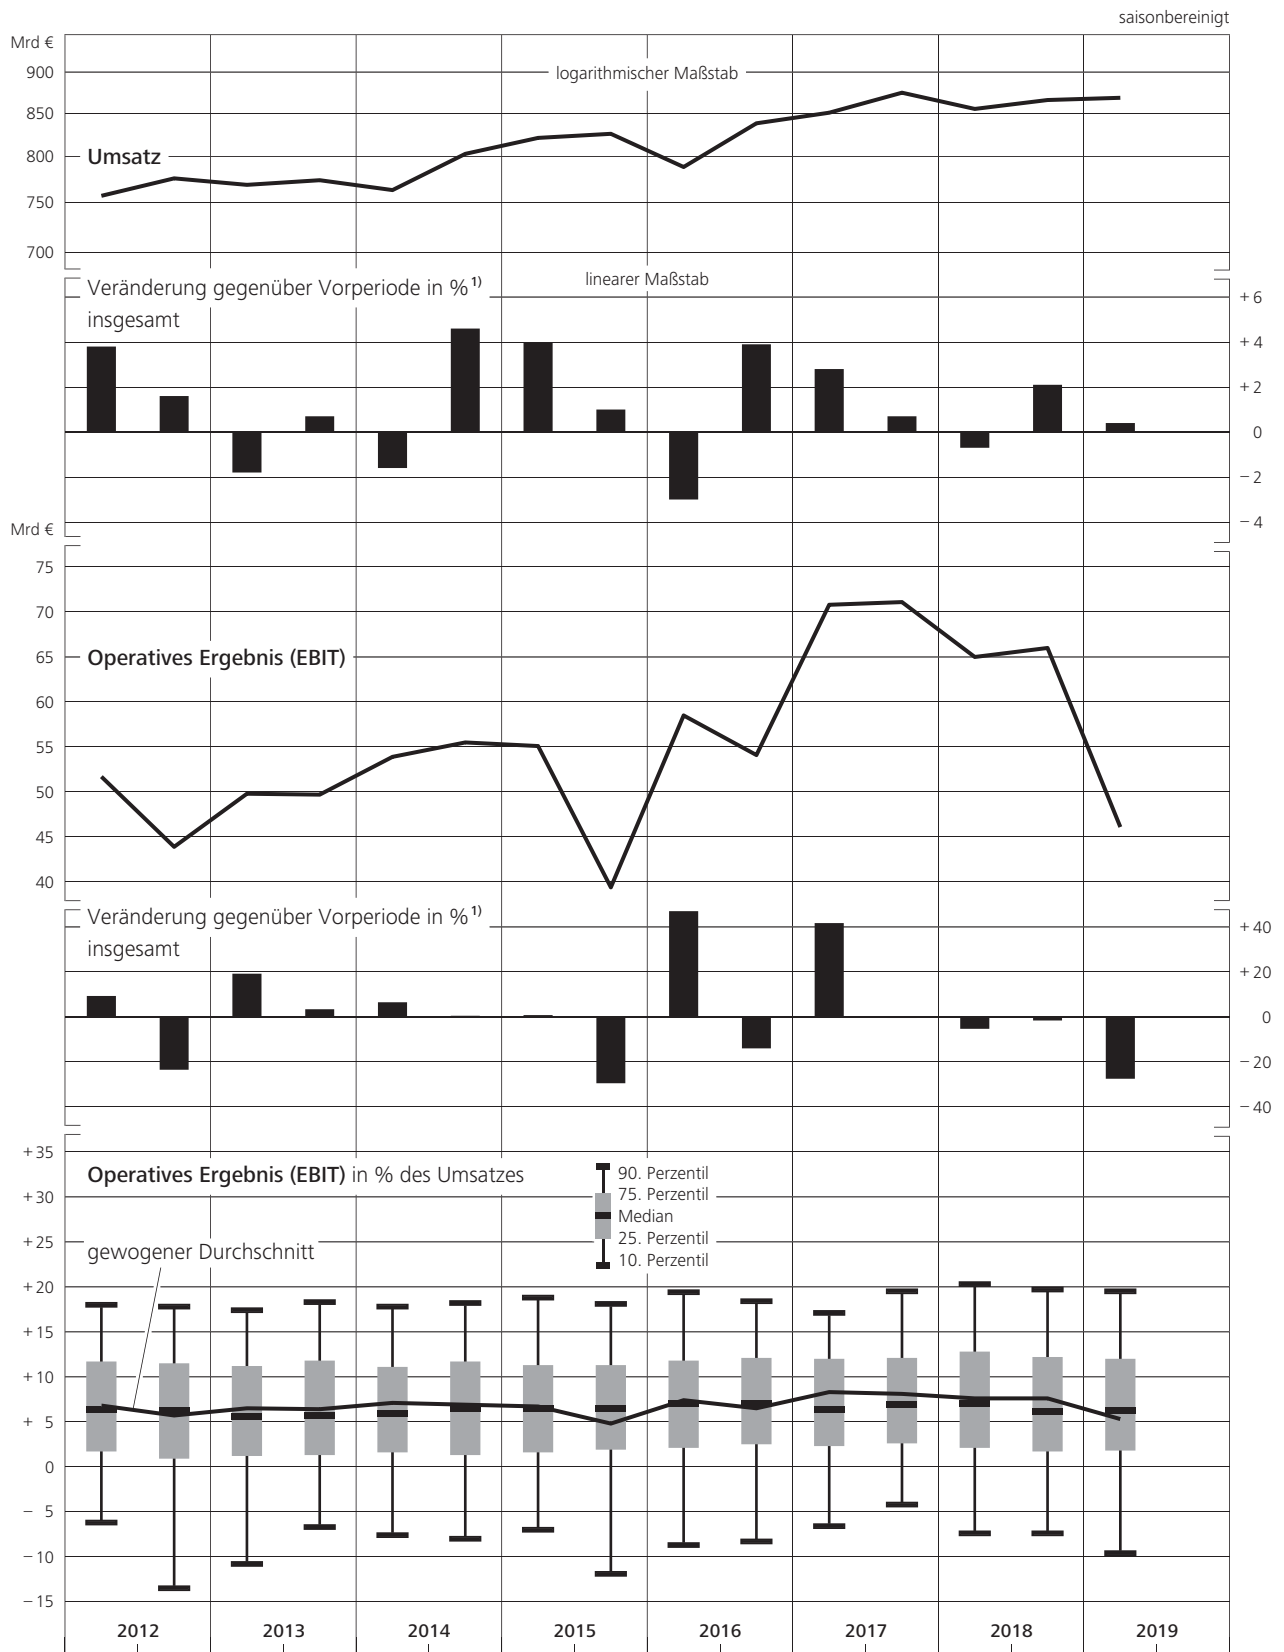 saisonbereinigt
Mrd €
900
logarithmischer Maßstab
850
Umsatz
800
750
700
linearer Maßstab
Veränderung gegenüber Vorperiode in % 1)
insgesamt
+ 6
+ 4
+ 2
0
− 2
− 4
Mrd €
75
70
65
Operatives Ergebnis (EBIT)
60
55
50
45
40
Veränderung gegenüber Vorperiode in % 1)
insgesamt
+ 40
+ 20
0
− 20
− 40
+ 35
Operatives Ergebnis (EBIT) in % des Umsatzes
90. Perzentil
75. Perzentil
Median
25. Perzentil
10. Perzentil
+ 30
+ 25
gewogener Durchschnitt
+ 20
+ 15
+ 10
+ 5
0
− 5
− 10
− 15
2012 2013 2014 2015 2016 2017 2018 2019